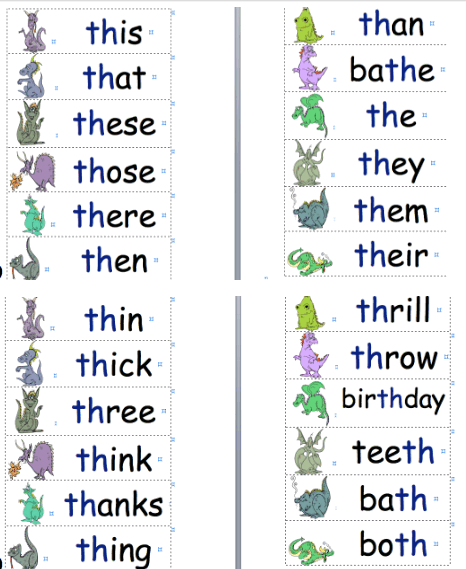 this
that
these
those
there
then
than
bathe
the
they
them
their
thin
thick
three
think
thanks
thing
thrill
throw
birthday
teeth
bath
both